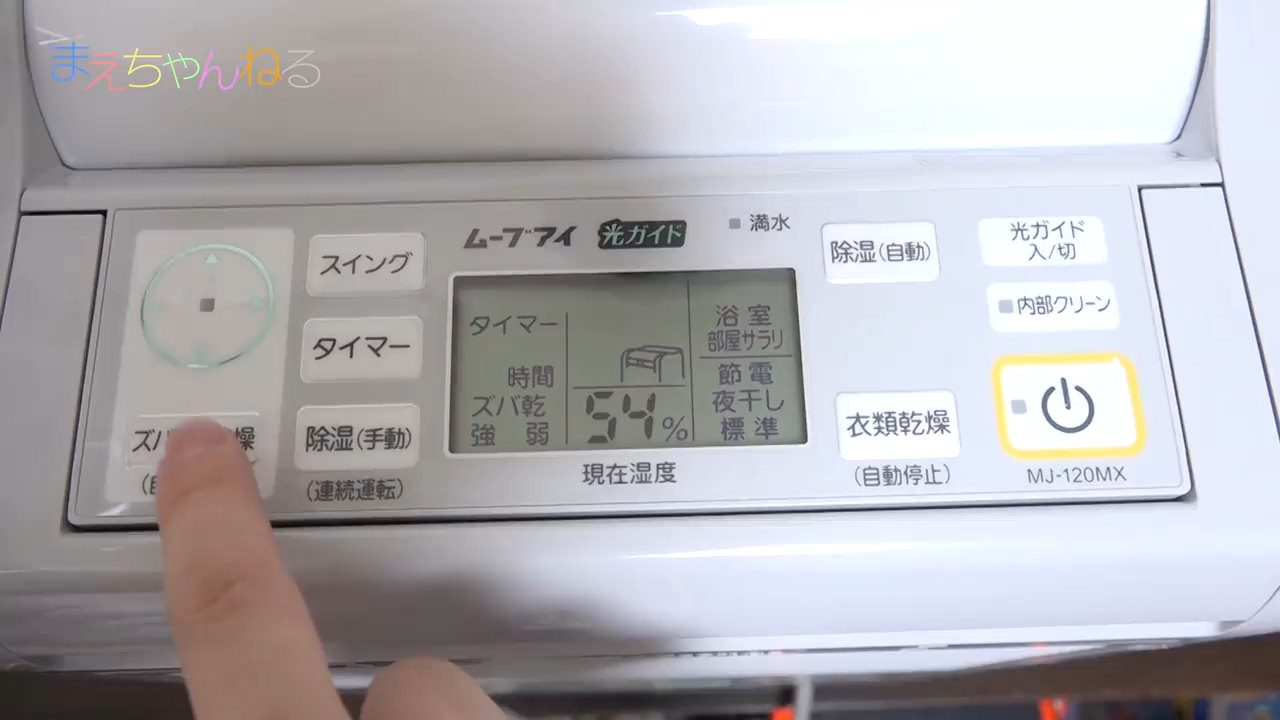 まえちゃんねる
ムーブアイ 光ガイド
満水
スイング
タイマー
除湿(手動)
(連続運転)
タイマー
時間
ズバ乾
強 弱
54%
浴室
部屋サラリ
節電
夜干し
標準
現在湿度
除湿(自動)
衣類乾燥
(自動停止)
光ガイド
入/切
内部クリーン
MJ-120MX